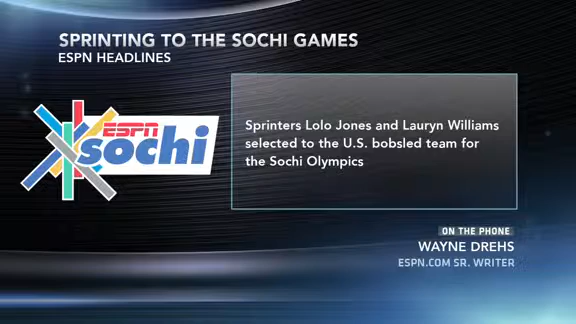 SPRINTING TO THE SOCHI GAMES
ESPN HEADLINES
ESPN
sochi
Sprinters Lolo Jones and Lauryn Williams
selected to the U.S. bobsled team for
the Sochi Olympics
ON THE PHONE
WAYNE DREHS
ESPN.COM SR. WRITER